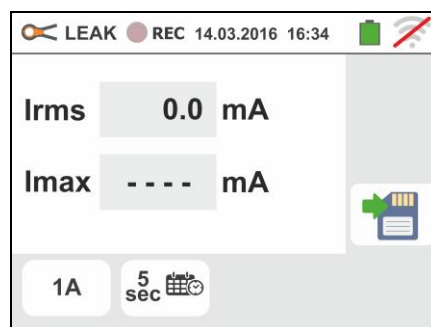 LEAK REC 14.03.2016 16:34
Irms 0.0 mA
Imax - - - - mA
1A 5 sec